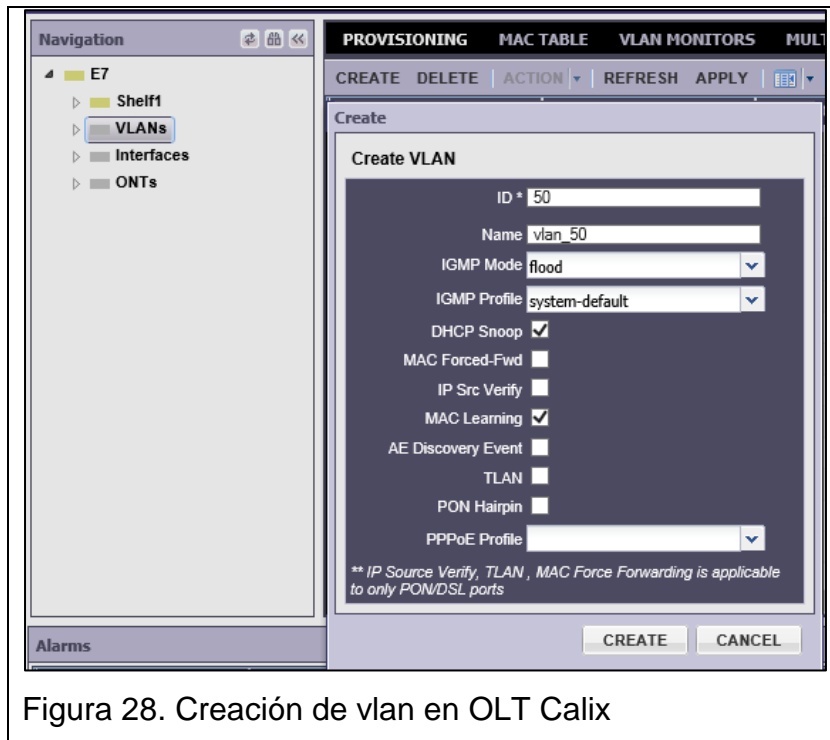 Navigation
E7
Shelf1
VLANs
Interfaces
ONTs
PROVISIONING MAC TABLE VLAN MONITORS
CREATE DELETE ACTION REFRESH APPLY
Create
Create VLAN
ID * 50
Name vlan_50
IGMP Mode flood
IGMP Profile system-default
DHCP Snoop
MAC Forced-Fwd
IP Src Verify
MAC Learning
AE Discovery Event
TLAN
PON Hairpin
PPPoE Profile
** IP Source Verify, TLAN , MAC Force Forwarding is applicable
to only PON/DSL ports
CREATE CANCEL
Alarms
Figura 28. Creación de vlan en OLT Calix